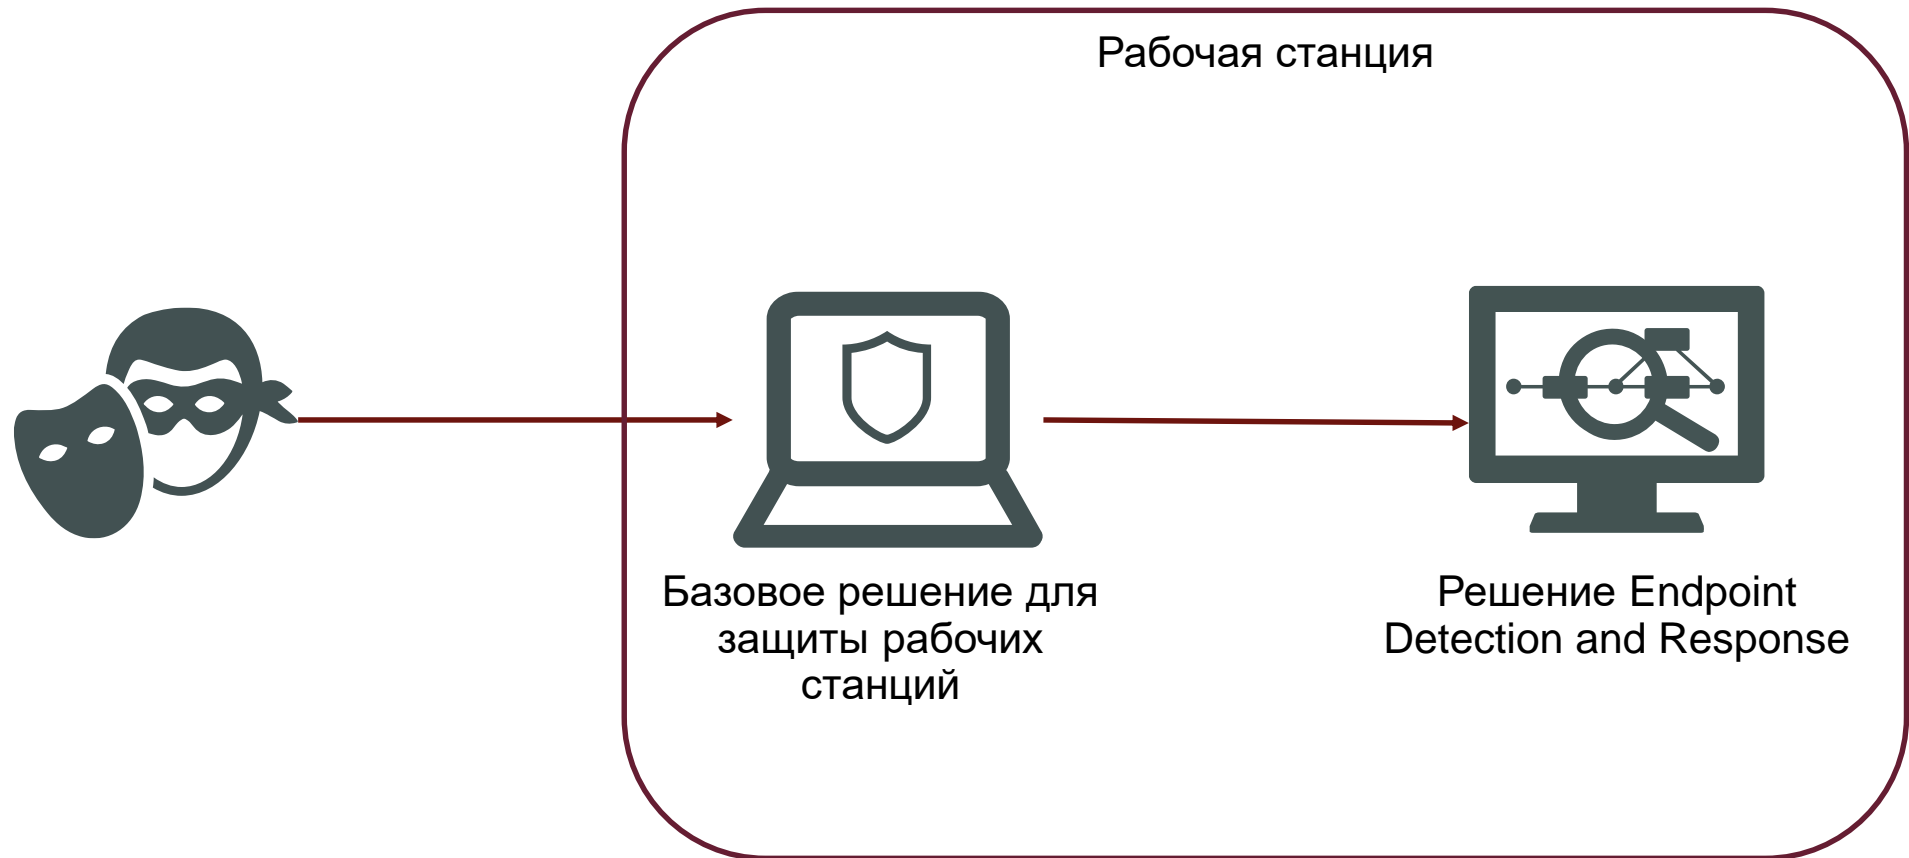 Рабочая станция
Базовое решение для
защиты рабочих
станций
Решение Endpoint
Detection and Response